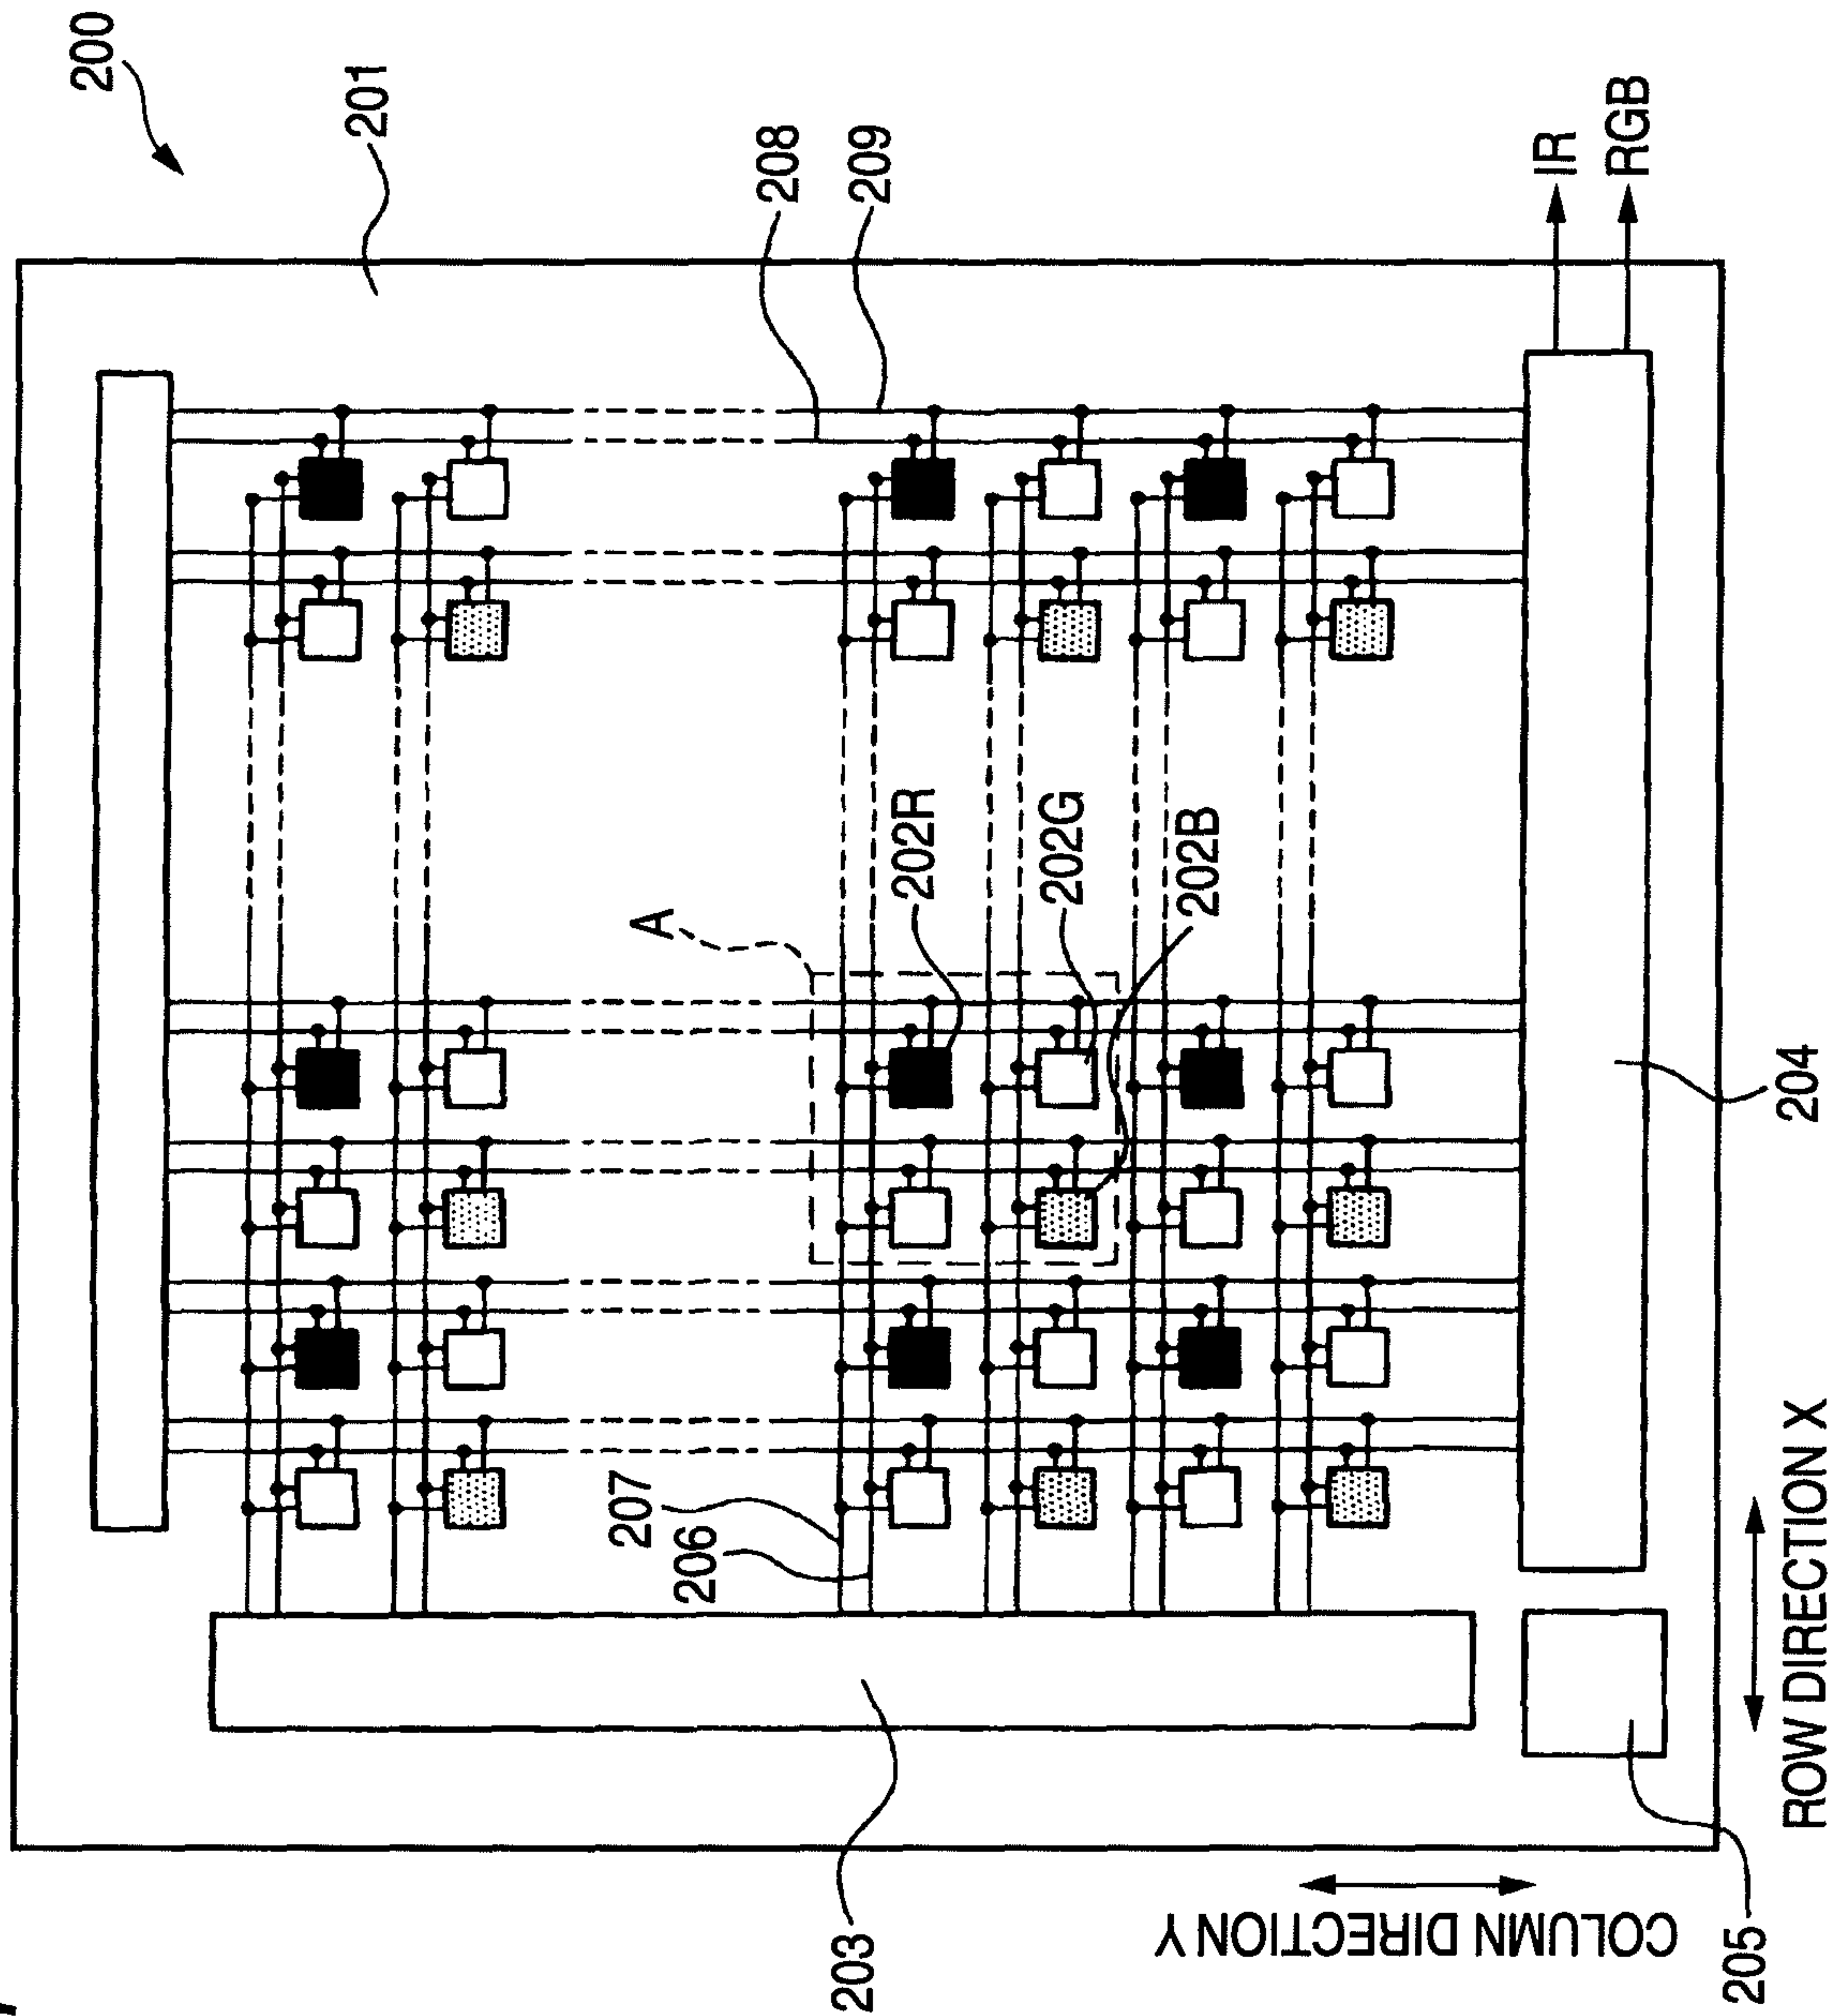 200
201
208
209
IR
RGB
A
202R
202G
202B
207
206
203
204
205
ROW DIRECTION X
COLUMN DIRECTION Y